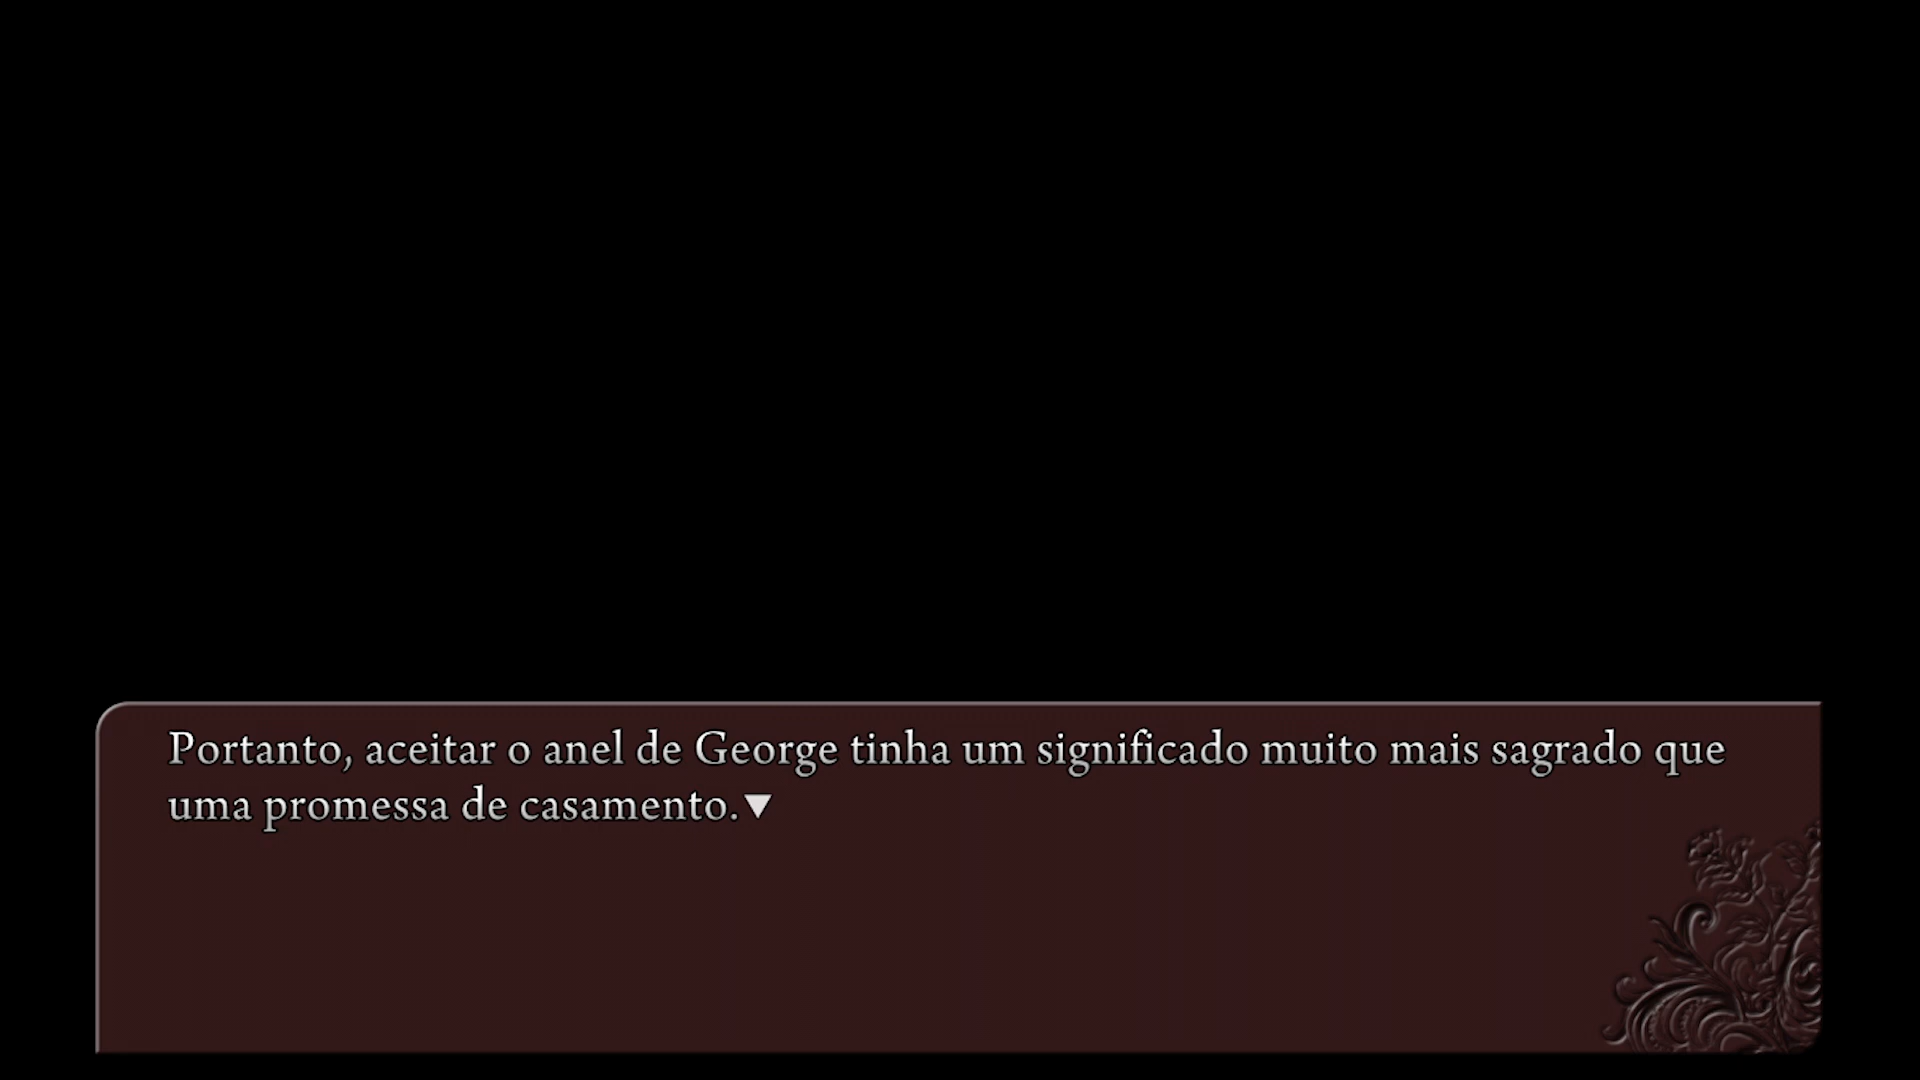 Portanto, aceitar o anel de George tinha um significado muito mais sagrado que
uma promessa de casamento.▼